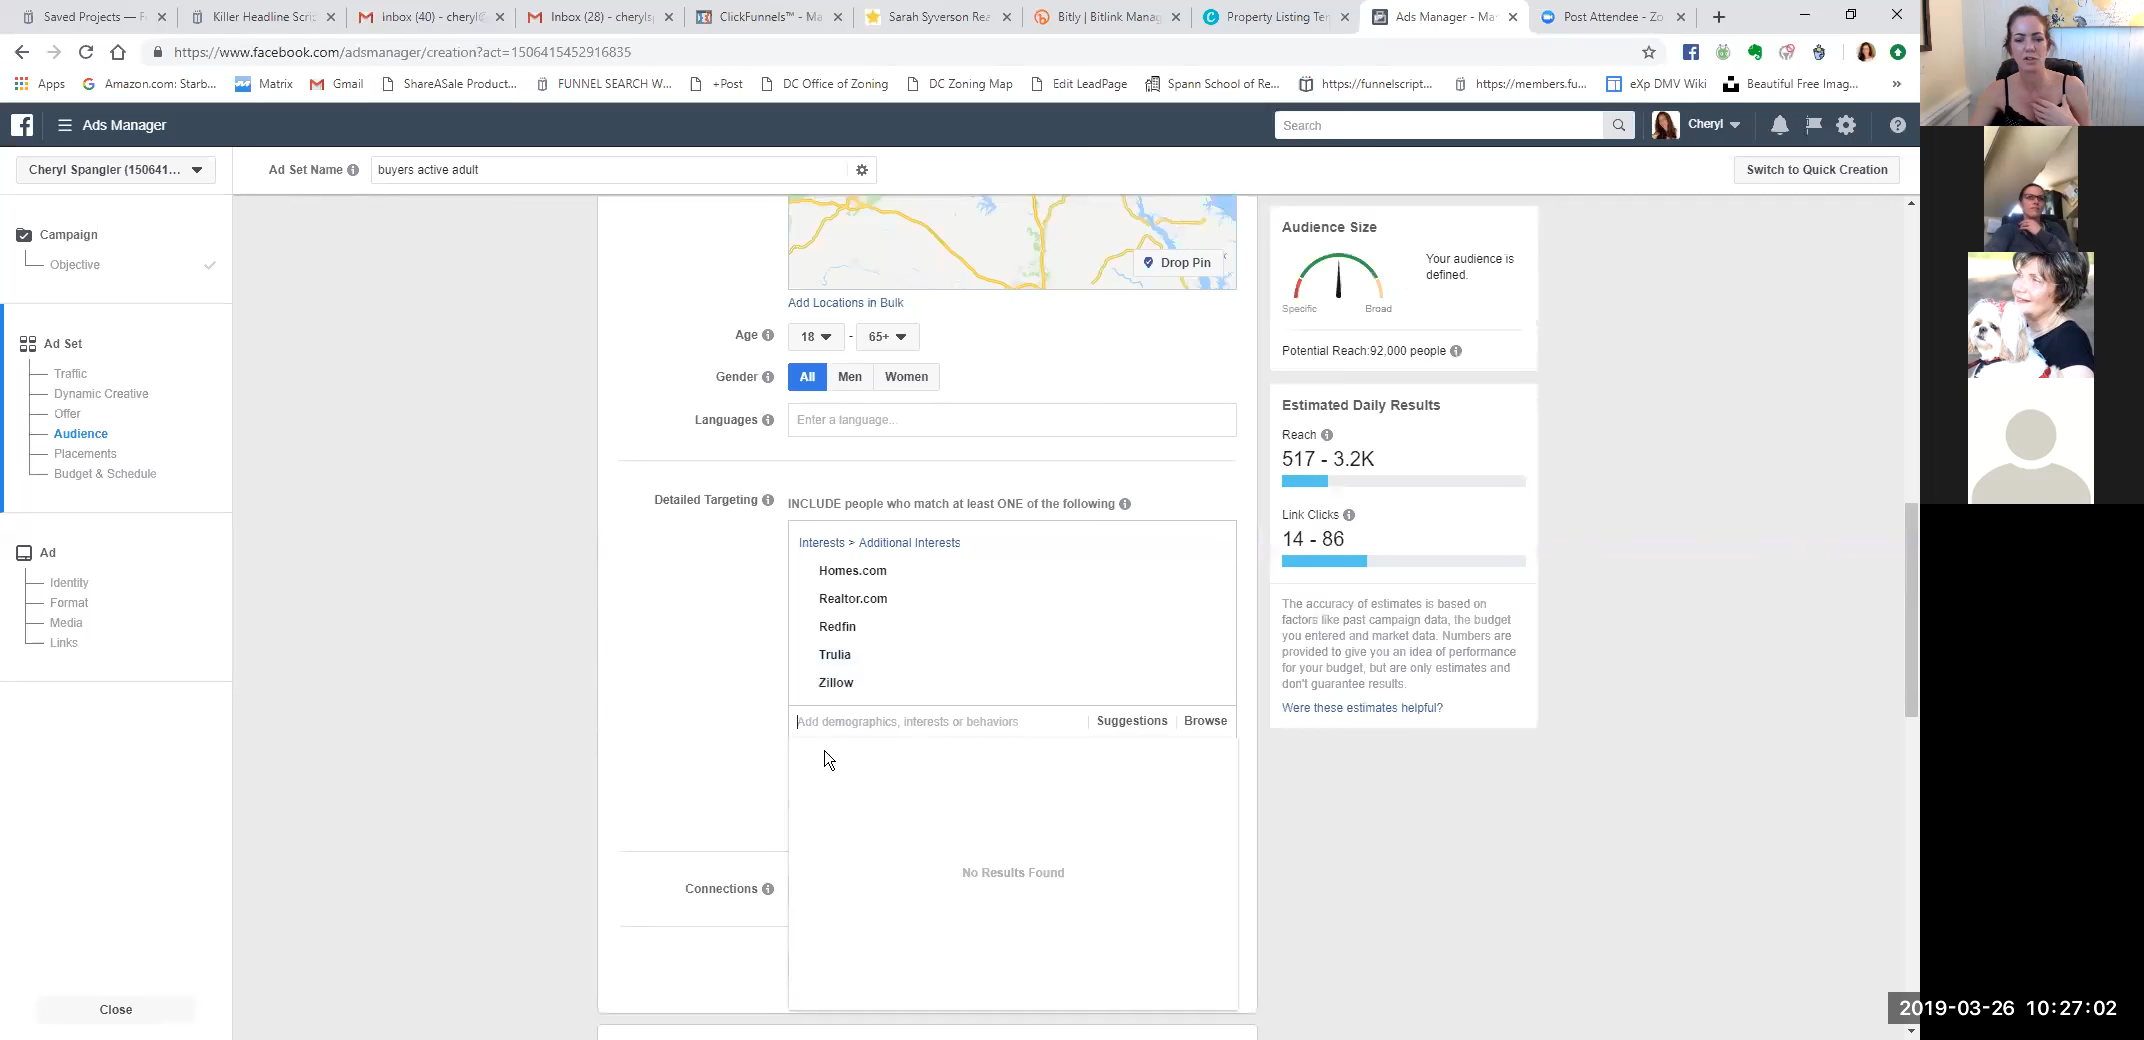 Saved Projects — F
Killer Headline Scri
Inbox (40) - cheryl@
Inbox (28) - cheryls
ClickFunnels™ - Ma
Sarah Syverson Rea
Bitly | Bitlink Manag
Property Listing Ter
Ads Manager - Ma
Post Attendee - Zo
https://www.facebook.com/adsmanager/creation?act=1506415452916835
Apps
Amazon.com: Starb...
Matrix
Gmail
ShareASale Product...
FUNNEL SEARCH W...
+Post
DC Office of Zoning
DC Zoning Map
Edit LeadPage
Spann School of Re...
https://funnelscript...
https://members.fu...
eXp DMV Wiki
Beautiful Free Imag...
»
Ads Manager
Search
Cheryl
Cheryl Spangler (150641...
Ad Set Name
buyers active adult
Switch to Quick Creation
Campaign
Objective
Ad Set
Traffic
Dynamic Creative
Offer
Audience
Placements
Budget & Schedule
Ad
Identity
Format
Media
Links
Close
Drop Pin
Add Locations in Bulk
Age
18 - 65+
Gender
All Men Women
Languages
Enter a language...
Detailed Targeting
INCLUDE people who match at least ONE of the following
Interests > Additional Interests
Homes.com
Realtor.com
Redfin
Trulia
Zillow
Add demographics, interests or behaviors
Suggestions
Browse
No Results Found
Connections
Audience Size
Your audience is
defined.
Specific
Broad
Potential Reach:92,000 people
Estimated Daily Results
Reach
517 - 3.2K
Link Clicks
14 - 86
The accuracy of estimates is based on
factors like past campaign data, the budget
you entered and market data. Numbers are
provided to give you an idea of performance
for your budget, but are only estimates and
don't guarantee results.
Were these estimates helpful?
2019-03-26 10:27:02